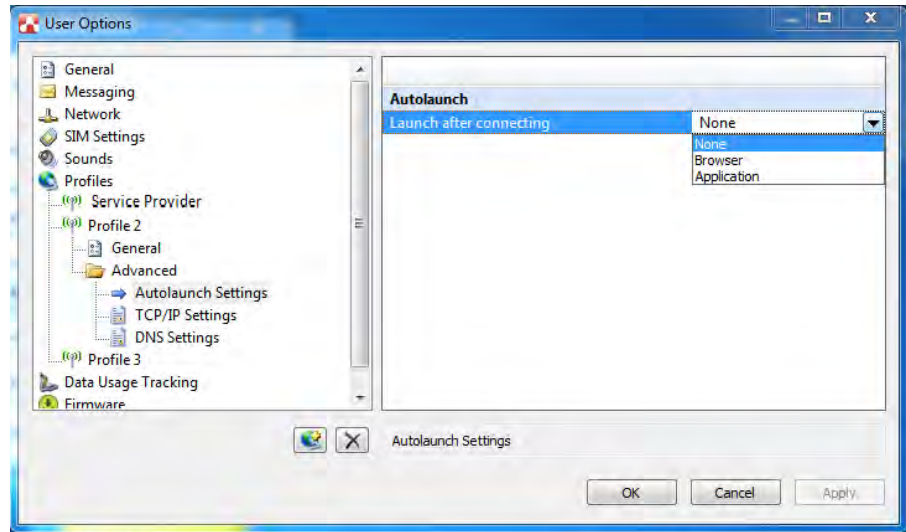 User Options
General
Messaging
Network
SIM Settings
Sounds
Profiles
Service Provider
Profile 2
General
Advanced
Autolaunch Settings
TCP/IP Settings
DNS Settings
Profile 3
Data Usage Tracking
Firmware
Autolaunch
Launch after connecting None
None
Browser
Application
Autolaunch Settings
OK Cancel Apply